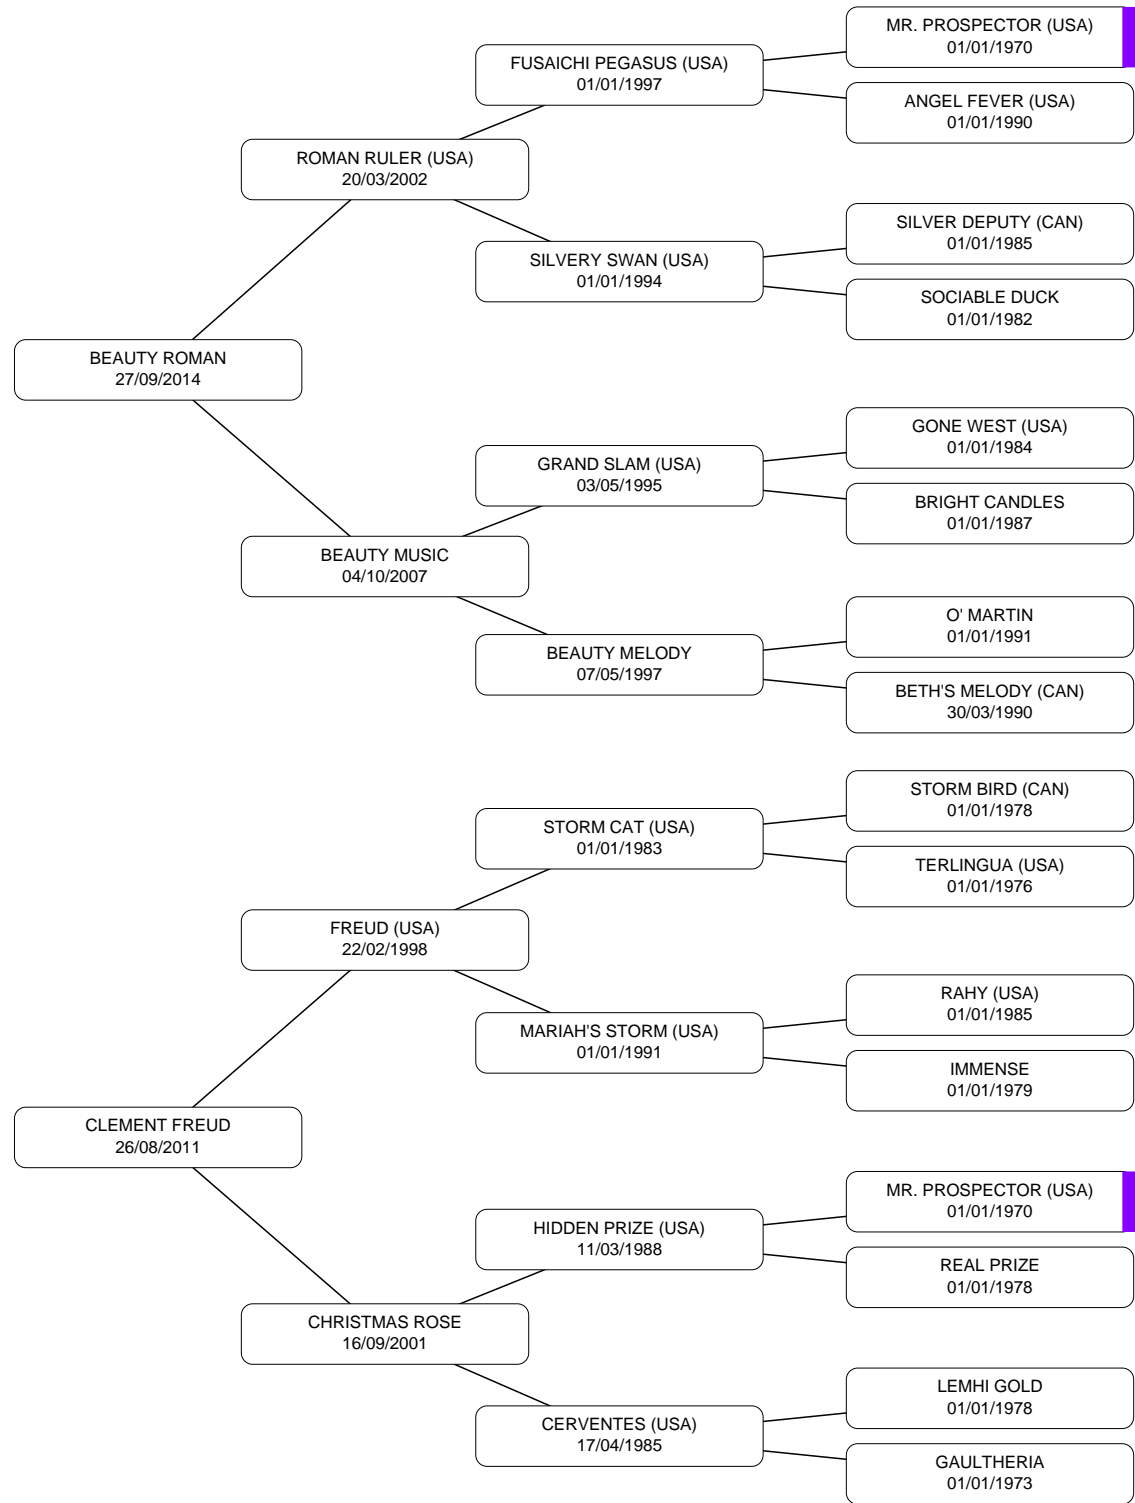 MR. PROSPECTOR (USA)
01/01/1970
FUSAICHI PEGASUS (USA)
01/01/1997
ANGEL FEVER (USA)
01/01/1990
ROMAN RULER (USA)
20/03/2002
SILVER DEPUTY (CAN)
01/01/1985
SILVERY SWAN (USA)
01/01/1994
SOCIABLE DUCK
01/01/1982
BEAUTY ROMAN
27/09/2014
GONE WEST (USA)
01/01/1984
GRAND SLAM (USA)
03/05/1995
BRIGHT CANDLES
01/01/1987
BEAUTY MUSIC
04/10/2007
O' MARTIN
01/01/1991
BEAUTY MELODY
07/05/1997
BETH'S MELODY (CAN)
30/03/1990
STORM BIRD (CAN)
01/01/1978
STORM CAT (USA)
01/01/1983
TERLINGUA (USA)
01/01/1976
FREUD (USA)
22/02/1998
RAHY (USA)
01/01/1985
MARIAH'S STORM (USA)
01/01/1991
IMMENSE
01/01/1979
CLEMENT FREUD
26/08/2011
MR. PROSPECTOR (USA)
01/01/1970
HIDDEN PRIZE (USA)
11/03/1988
REAL PRIZE
01/01/1978
CHRISTMAS ROSE
16/09/2001
LEMHI GOLD
01/01/1978
CERVENTES (USA)
17/04/1985
GAULTHERIA
01/01/1973